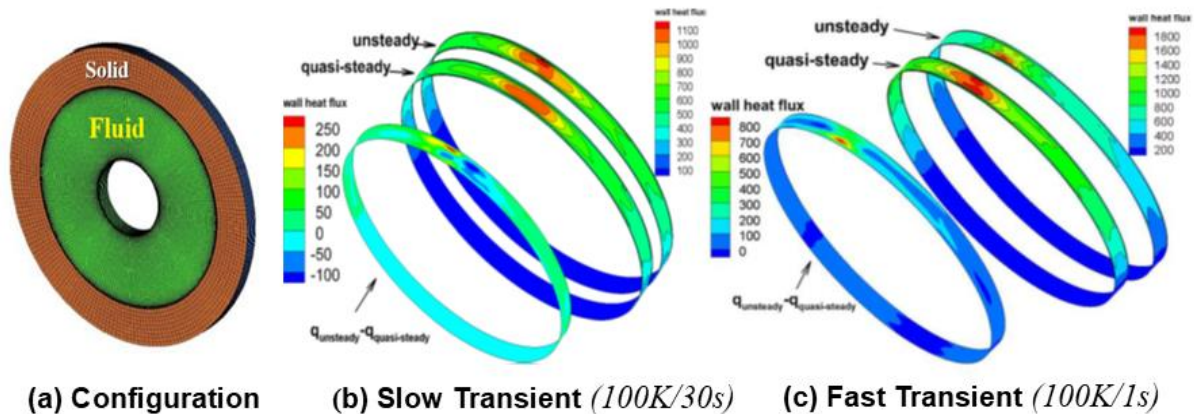 Solid
Fluid
(a) Configuration
unsteady
quasi-steady
wall heat flux
1100
1000
900
800
700
600
500
400
300
200
100
wall heat flux
250
200
150
100
50
0
-50
-100
q_unsteady-q_quasi-steady
(b) Slow Transient (100K/30s)
unsteady
quasi-steady
wall heat flux
1800
1600
1400
1200
1000
800
600
400
200
wall heat flux
800
700
600
500
400
300
200
100
0
q_unsteady-q_quasi-steady
(c) Fast Transient (100K/1s)